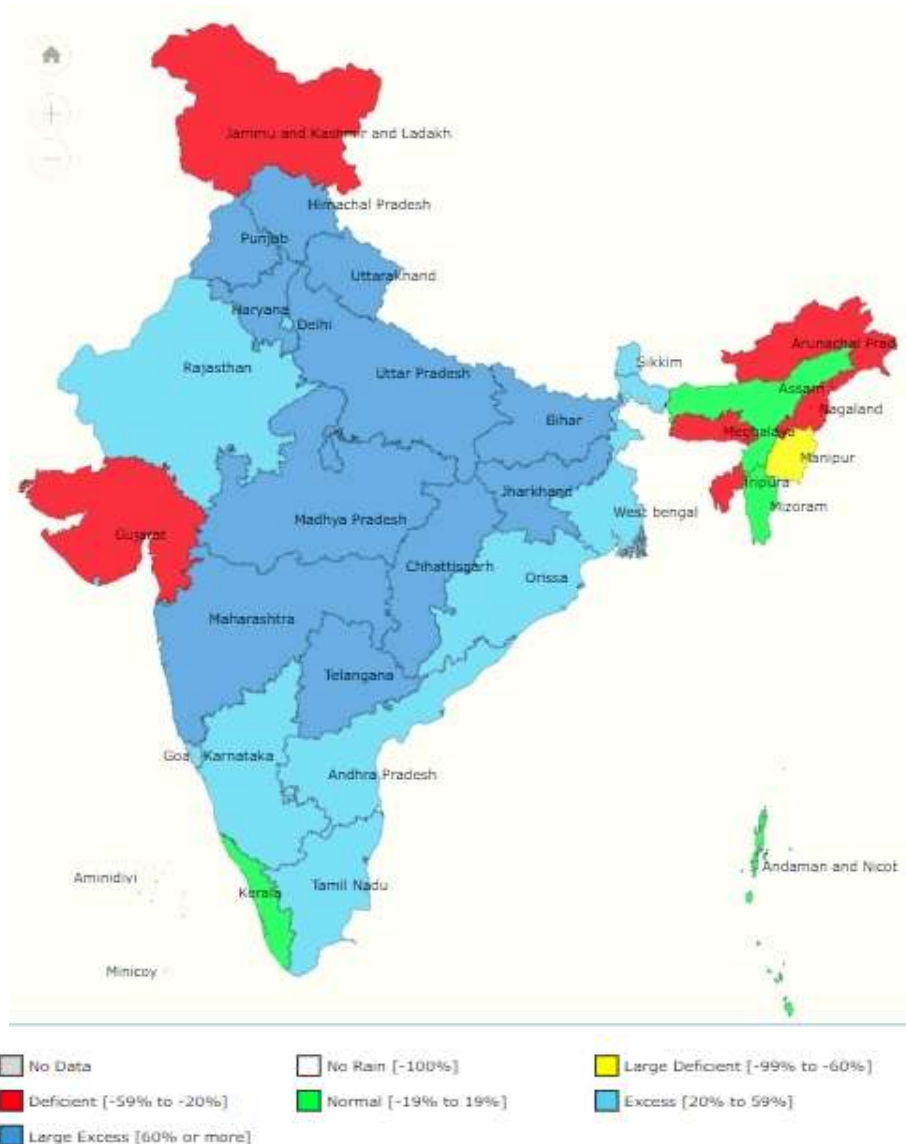 Jammu and Kashmir and Ladakh
Himachal Pradesh
Punjab
Uttarakhand
Haryana
Delhi
Rajasthan
Uttar Pradesh
Sikkim
Arunachal Prad
Assam
Nagaland
Bihar
Meghalaya
Manipur
Jharkhand
Tripura
Mizoram
West bengal
Madhya Pradesh
Gujarat
Chhattisgarh
Orissa
Maharashtra
Telangana
Goa
Karnataka
Andhra Pradesh
Aminidivi
Kerala
Tamil Nadu
Andaman and Nicot
Minicoy
No Data
No Rain [-100%]
Large Deficient [-99% to -60%]
Deficient [-59% to -20%]
Normal [-19% to 19%]
Excess [20% to 59%]
Large Excess [60% or more]